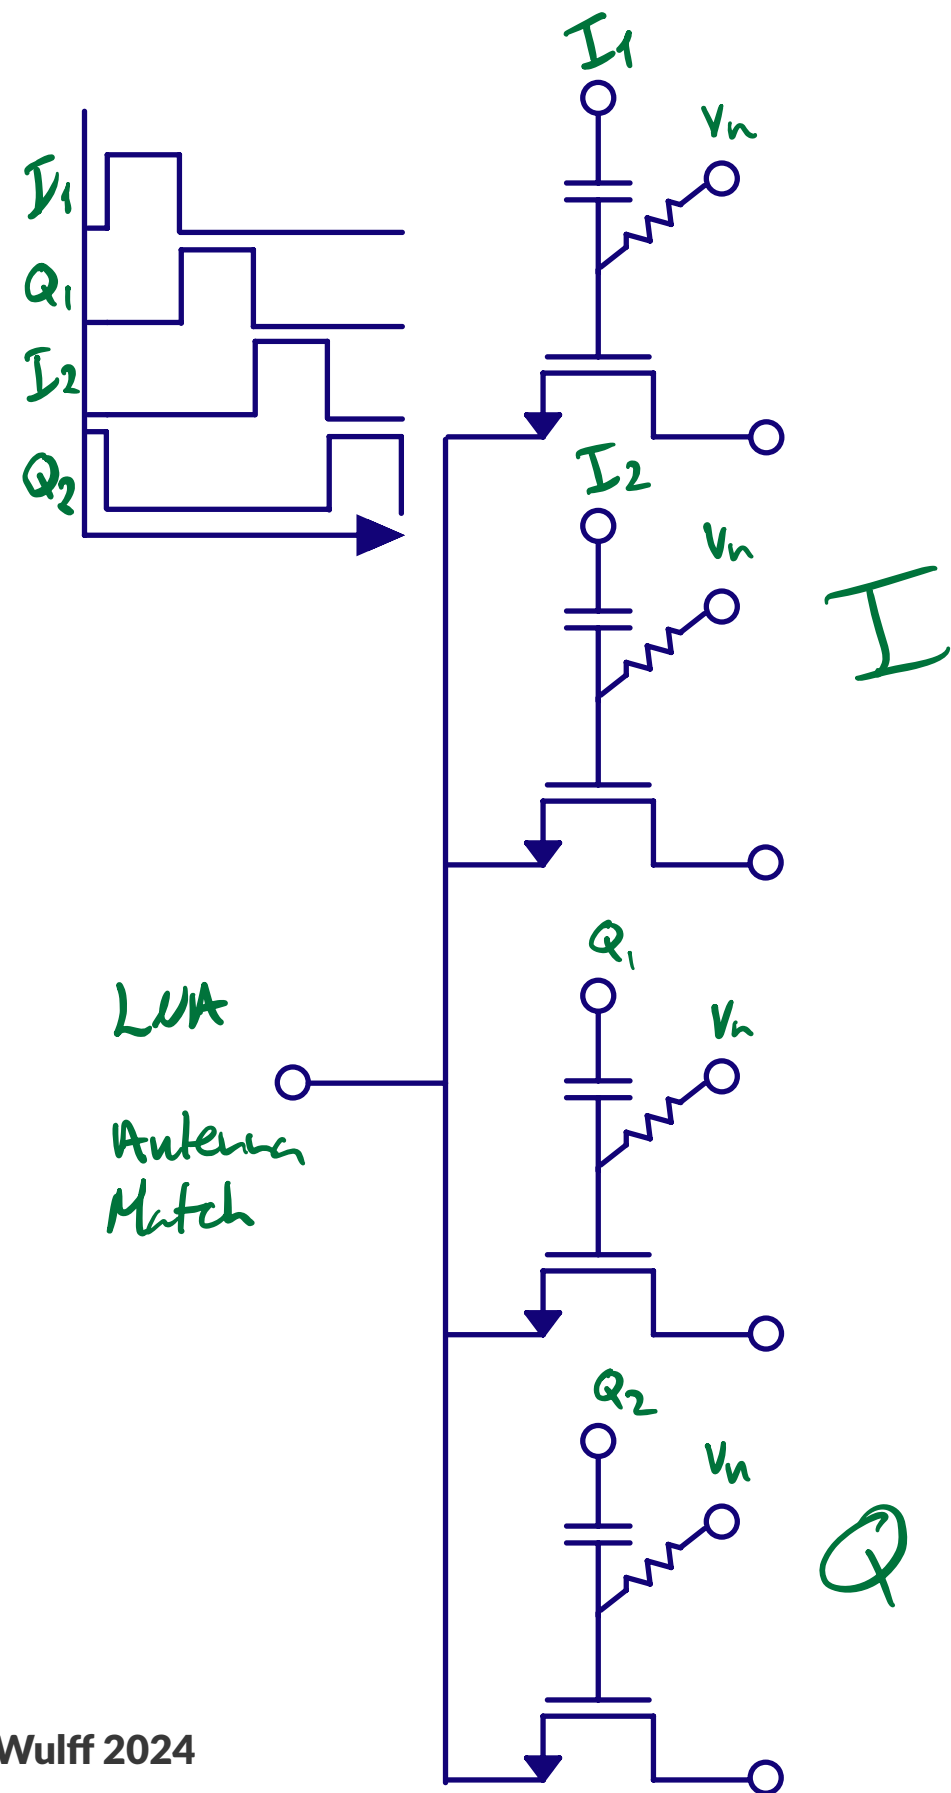 I1
Vn
I1
Q1
I2
Q2
I2
Vn
I
Q1
Vn
LNA
Antenna
Match
Q2
Vn
Q
Wulff 2024